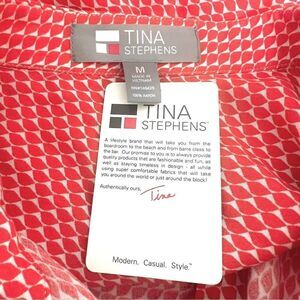 TINA
STEPHENS
M
MADE IN
VIETNAM
100% RAYON
TINA
STEPHENS
A lifestyle brand that will take you from the
boardroom to the beach and from barre class to
the bar. Our promise to you is to always provide
quality products that are fashionable and fun, as
well as staying timeless in design - all while
using super comfortable fabrics that will take
you around the world or just around the block!
Authentically ours,
Tina
Modern. Casual. Style.™